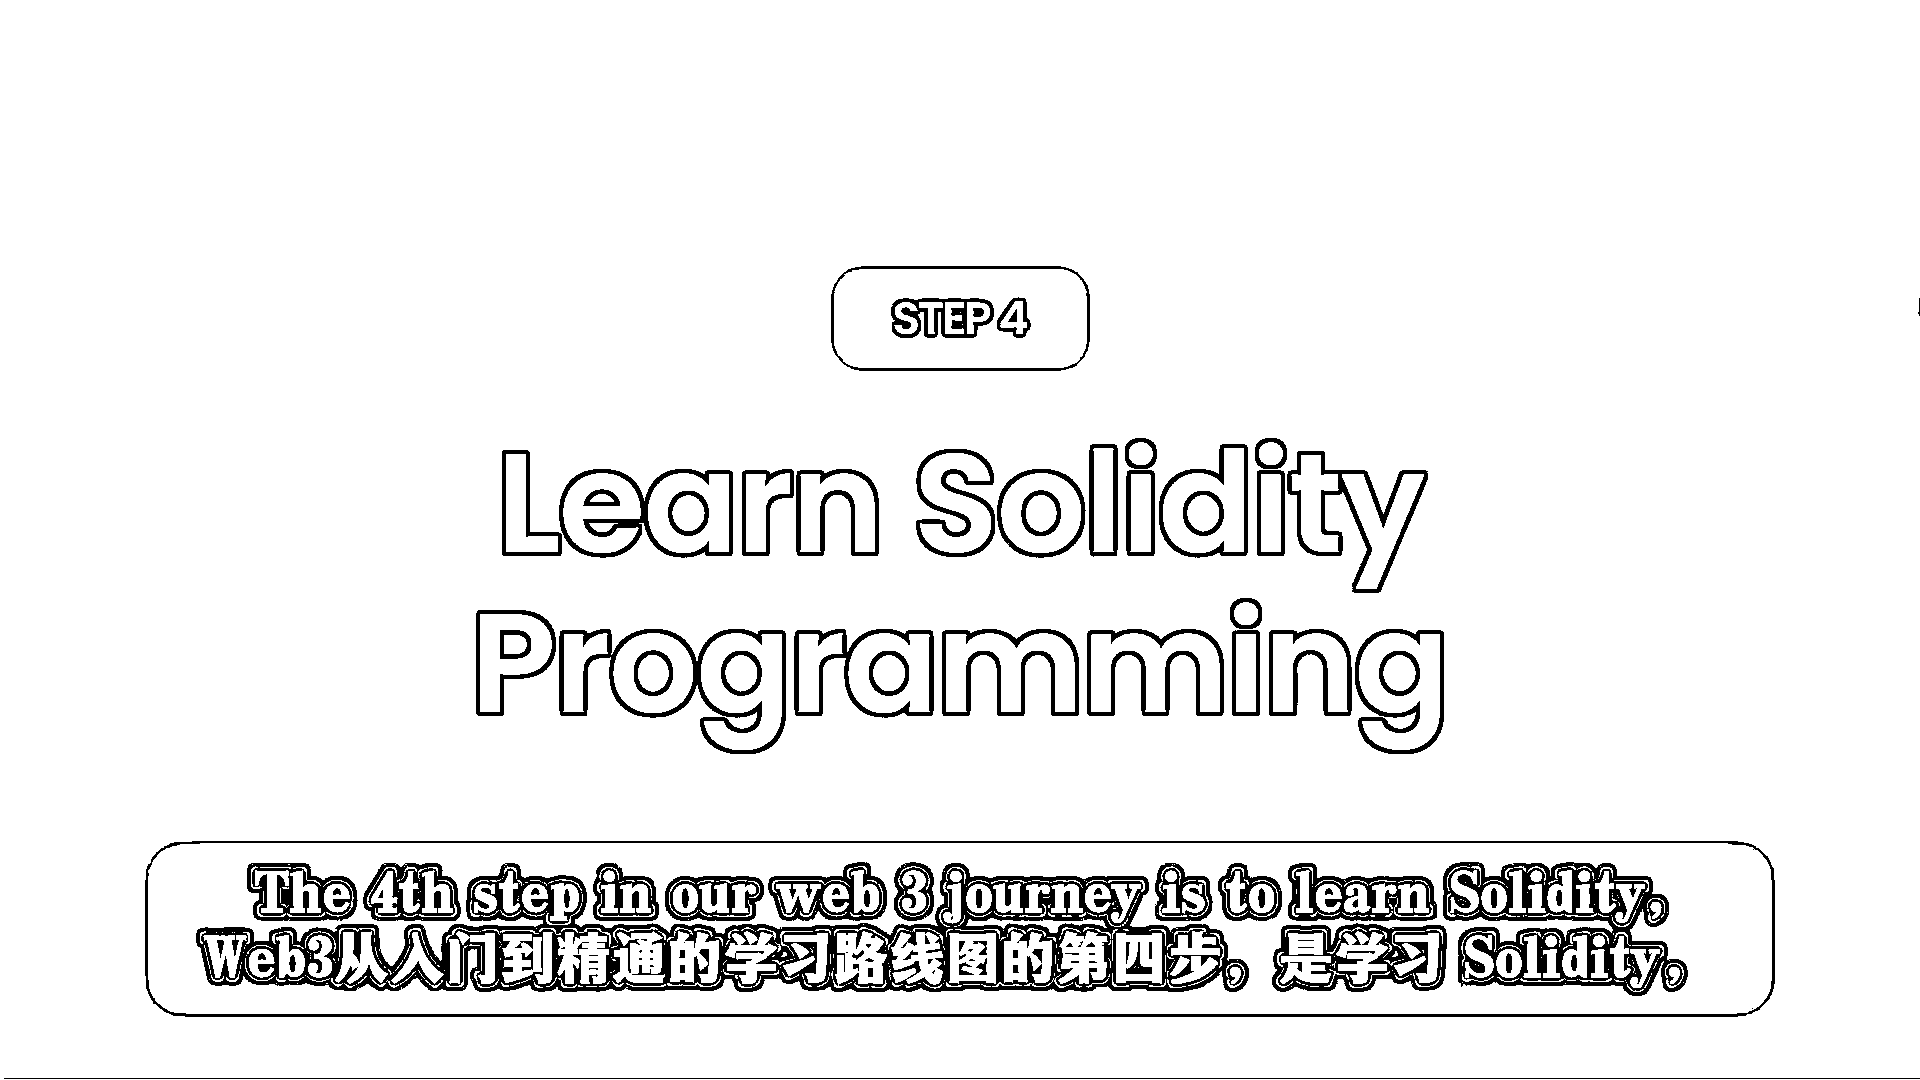 STEP 4
Learn Solidity
Programming
The 4th step in our web 3 journey is to learn Solidity,
Web3从入门到精通的学习路线图的第四步，是学习 Solidity，